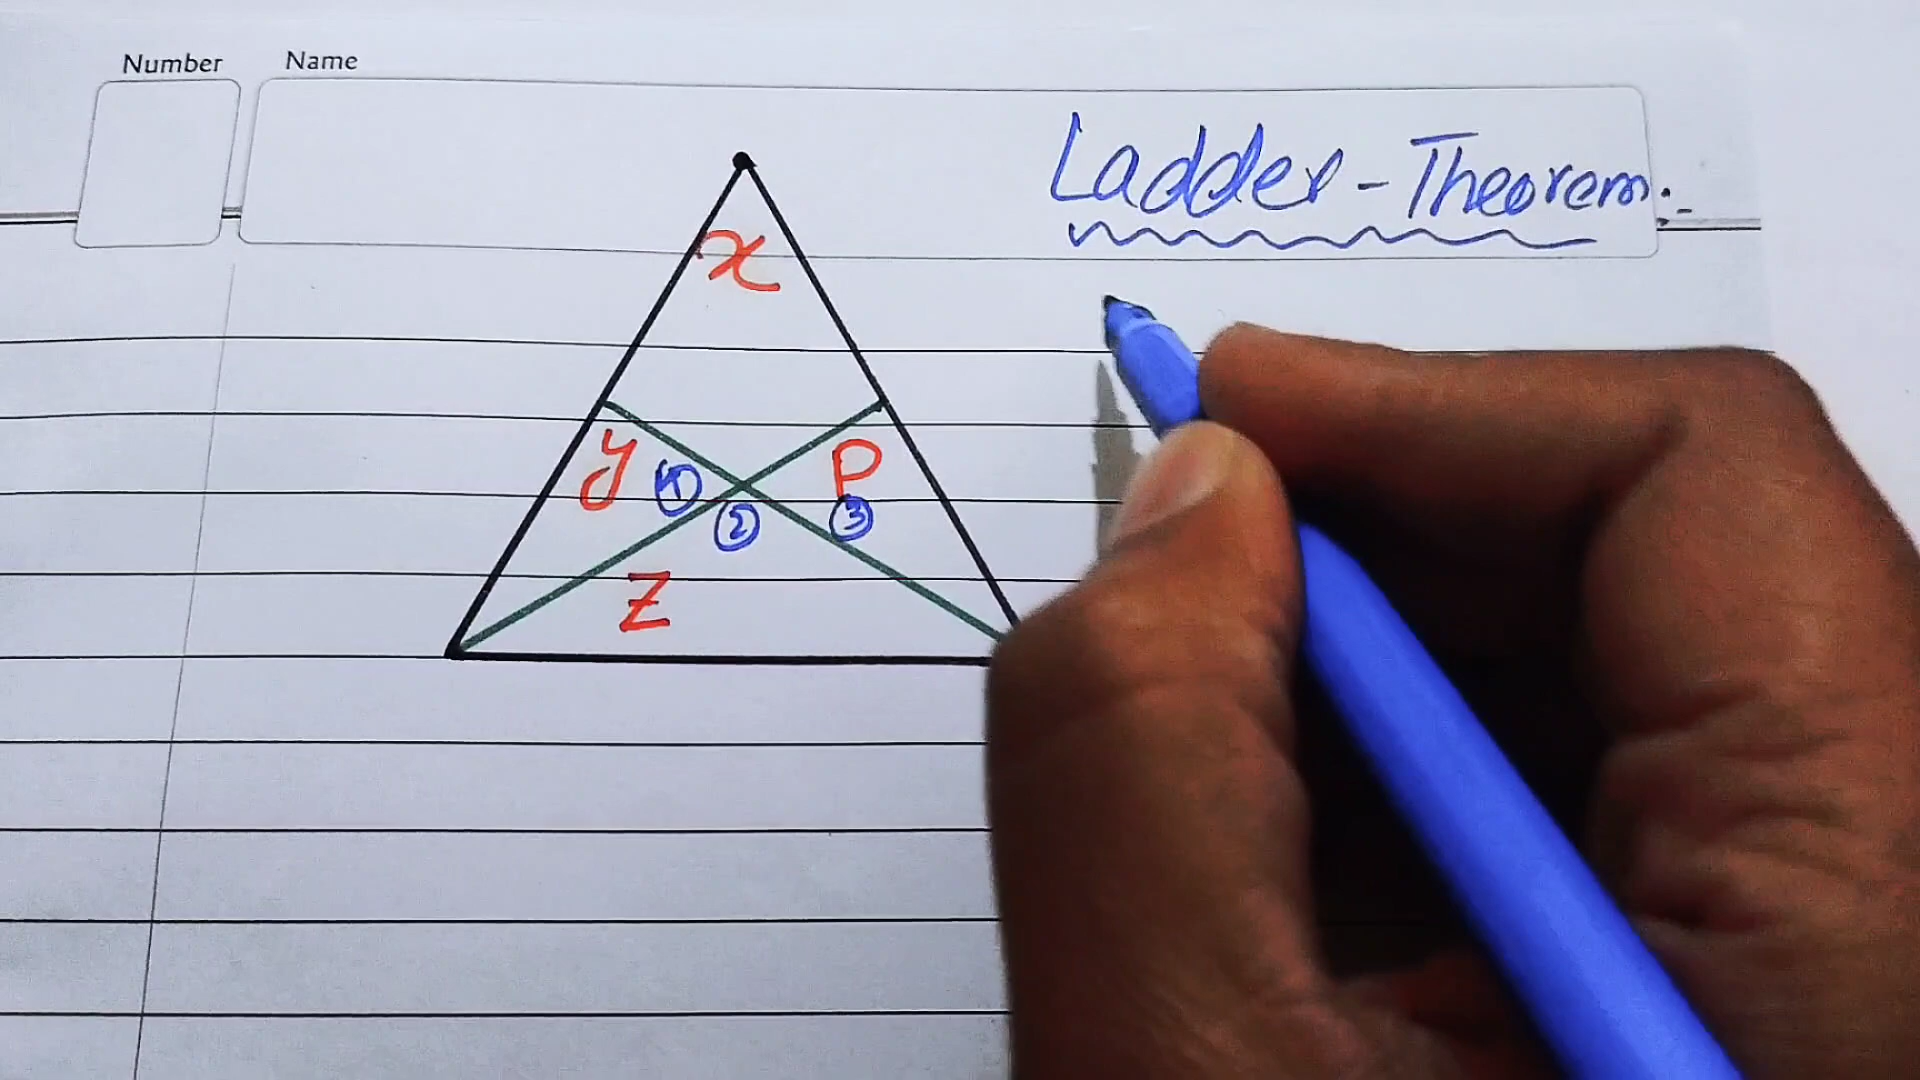 Number Name
Ladder-Theorem:-
x
y P
① ② ③
z